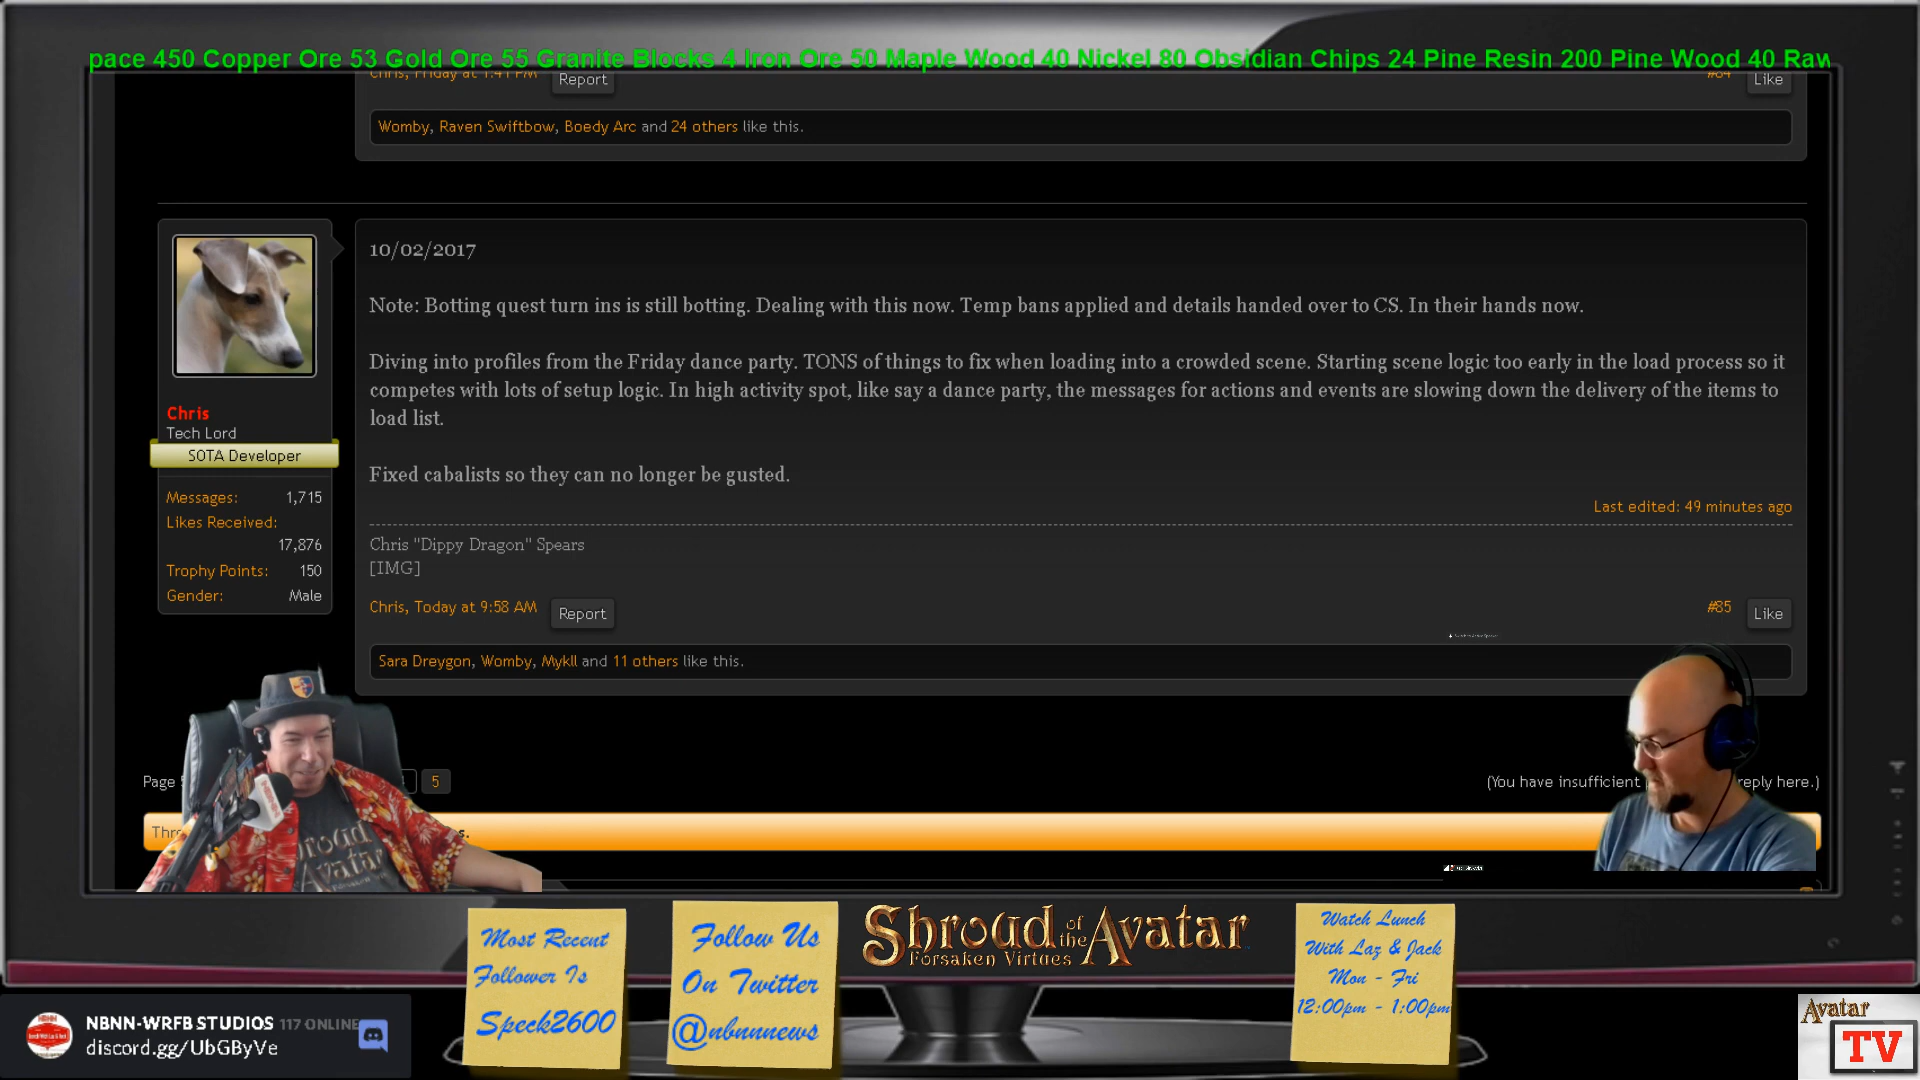 pace 450 Copper Ore 53 Gold Ore 55 Granite Blocks 4 Iron Ore 50 Maple Wood 40 Nickel 80 Obsidian Chips 24 Pine Resin 200 Pine Wood 40 Raw
Chris, Friday at 1:41 PM Report #84 Like
Womby, Raven Swiftbow, Boedy Arc and 24 others like this.
10/02/2017
Note: Botting quest turn ins is still botting. Dealing with this now. Temp bans applied and details handed over to CS. In their hands now.
Diving into profiles from the Friday dance party. TONS of things to fix when loading into a crowded scene. Starting scene logic too early in the load process so it
competes with lots of setup logic. In high activity spot, like say a dance party, the messages for actions and events are slowing down the delivery of the items to
load list.
Fixed cabalists so they can no longer be gusted.
Last edited: 49 minutes ago
Chris
Tech Lord
SOTA Developer
Messages: 1,715
Likes Received:
17,876
Trophy Points: 150
Gender: Male
Chris "Dippy Dragon" Spears
[IMG]
Chris, Today at 9:58 AM Report #85 Like
Sara Dreygon, Womby, Mykll and 11 others like this.
Page 5
(You have insufficient reply here.)
Thre s.
Shroud
Avatar
Most Recent
Follower Is
Speck2600
Follow Us
On Twitter
@nbnnnews
Shroud of the Avatar
Forsaken Virtues
Watch Lunch
With Laz & Jack
Mon - Fri
12:00pm - 1:00pm
NBNN-WRFB STUDIOS 117 ONLINE
discord.gg/UbGByVe
Avatar
TV